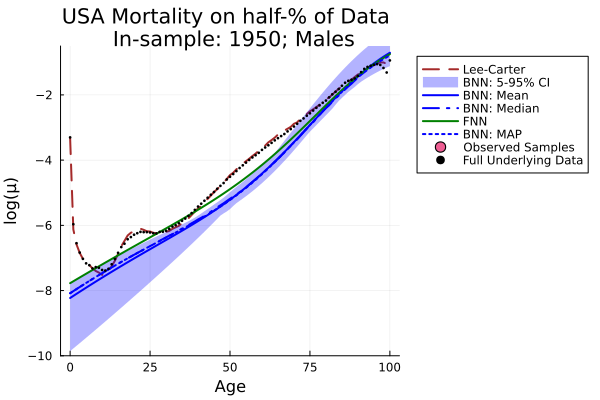 USA Mortality on half-% of Data
In-sample: 1950; Males
log(μ)
−2
−4
−6
−8
−10
0
25
50
75
100
Age
Lee-Carter
BNN: 5-95% CI
BNN: Mean
BNN: Median
FNN
BNN: MAP
Observed Samples
Full Underlying Data